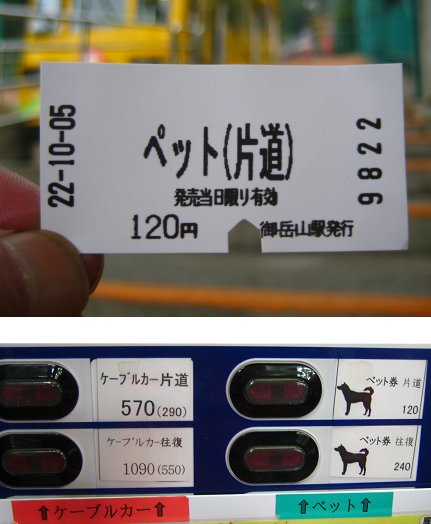 22-10-05
ペット(片道)
発売当日限り有効
120円
御岳山駅発行
9822
ケーブルカー片道
570(290)
ペット券 片道
120
ケーブルカー往復
1090(550)
ペット券 往復
240
⬆ケーブルカー⬆
⬆ペット⬆